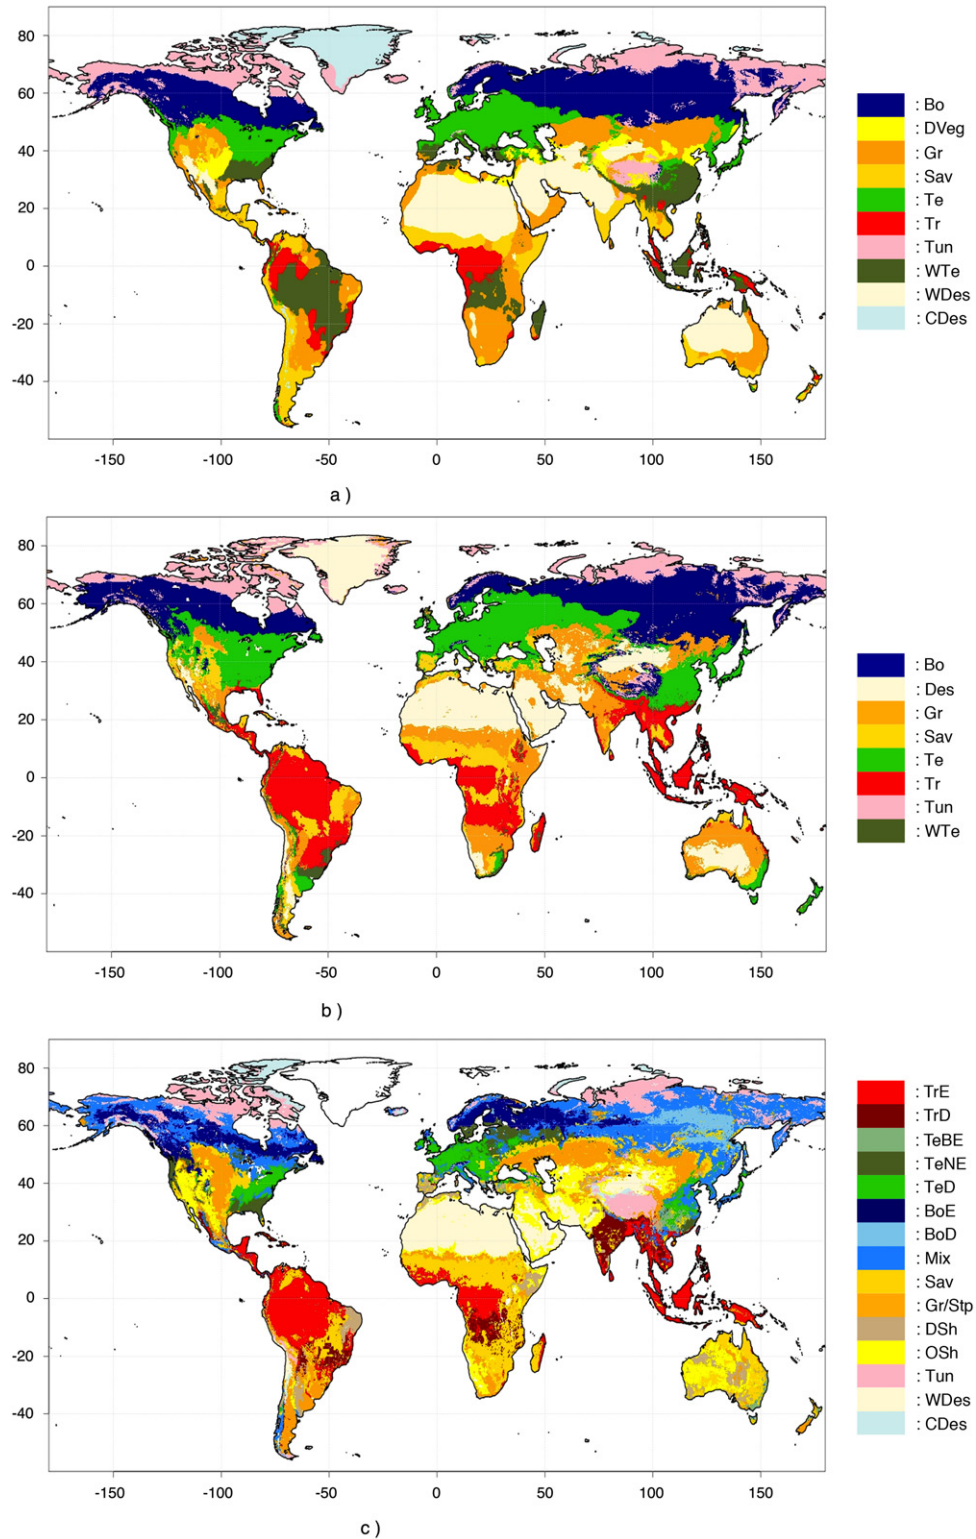 80
60
40
20
0
-20
-40
-150 -100 -50 0 50 100 150
: Bo
: DVeg
: Gr
: Sav
: Te
: Tr
: Tun
: WTe
: WDes
: CDes
a )
80
60
40
20
0
-20
-40
-150 -100 -50 0 50 100 150
: Bo
: Des
: Gr
: Sav
: Te
: Tr
: Tun
: WTe
b )
80
60
40
20
0
-20
-40
-150 -100 -50 0 50 100 150
: TrE
: TrD
: TeBE
: TeNE
: TeD
: BoE
: BoD
: Mix
: Sav
: Gr/Stp
: DSh
: OSh
: Tun
: WDes
: CDes
c )